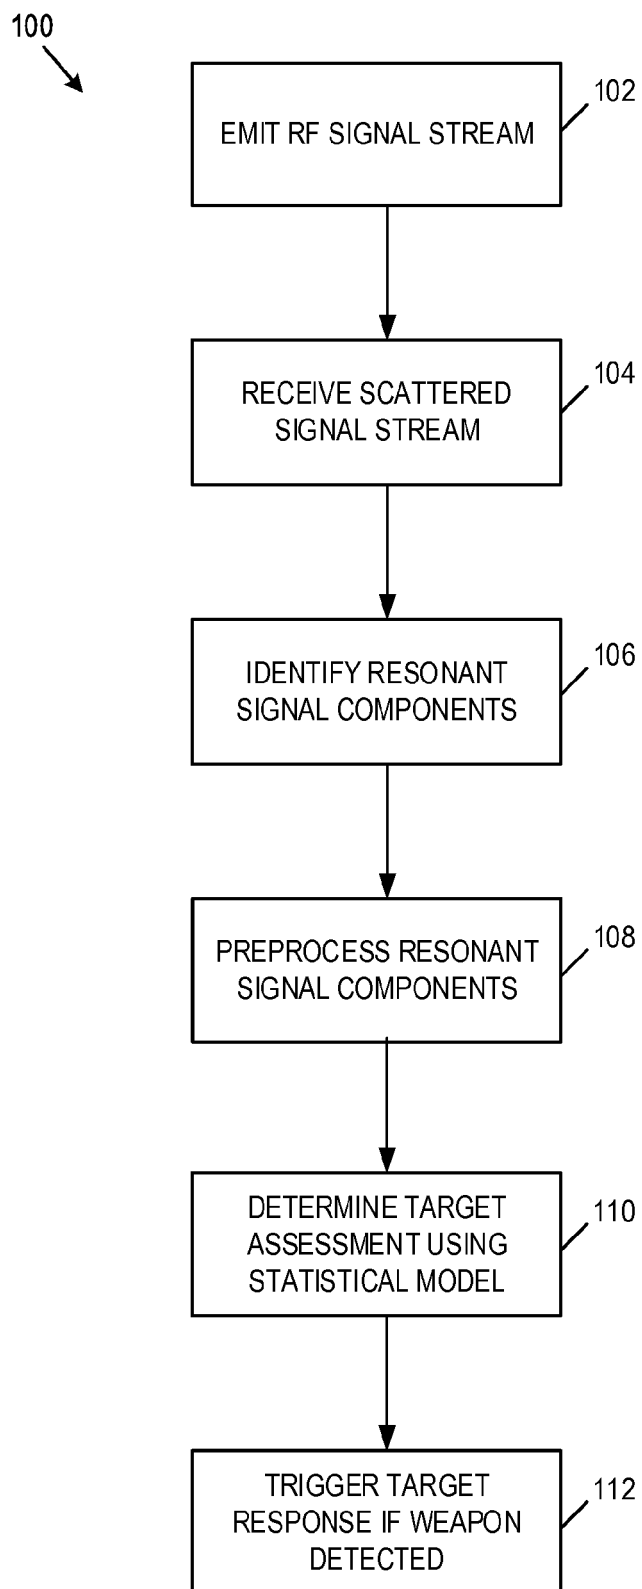 100
102
EMIT RF SIGNAL STREAM
104
RECEIVE SCATTERED
SIGNAL STREAM
106
IDENTIFY RESONANT
SIGNAL COMPONENTS
108
PREPROCESS RESONANT
SIGNAL COMPONENTS
110
DETERMINE TARGET
ASSESSMENT USING
STATISTICAL MODEL
112
TRIGGER TARGET
RESPONSE IF WEAPON
DETECTED